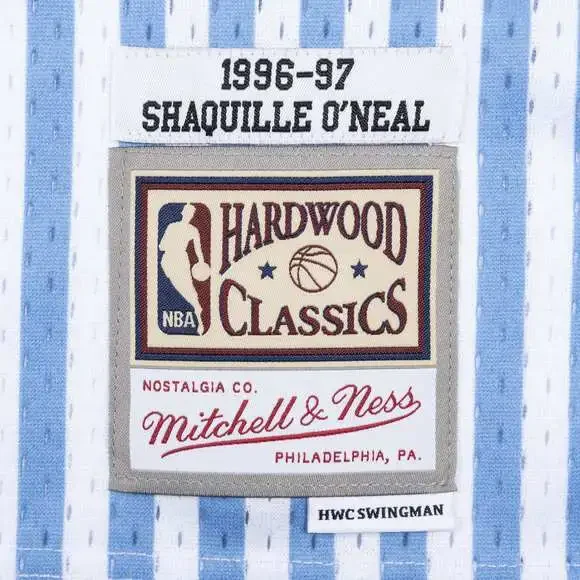 1996-97
SHAQUILLE O'NEAL
HARDWOOD
CLASSICS
NBA
NOSTALGIA CO.
Mitchell & Ness
PHILADELPHIA, PA.
HWC SWINGMAN